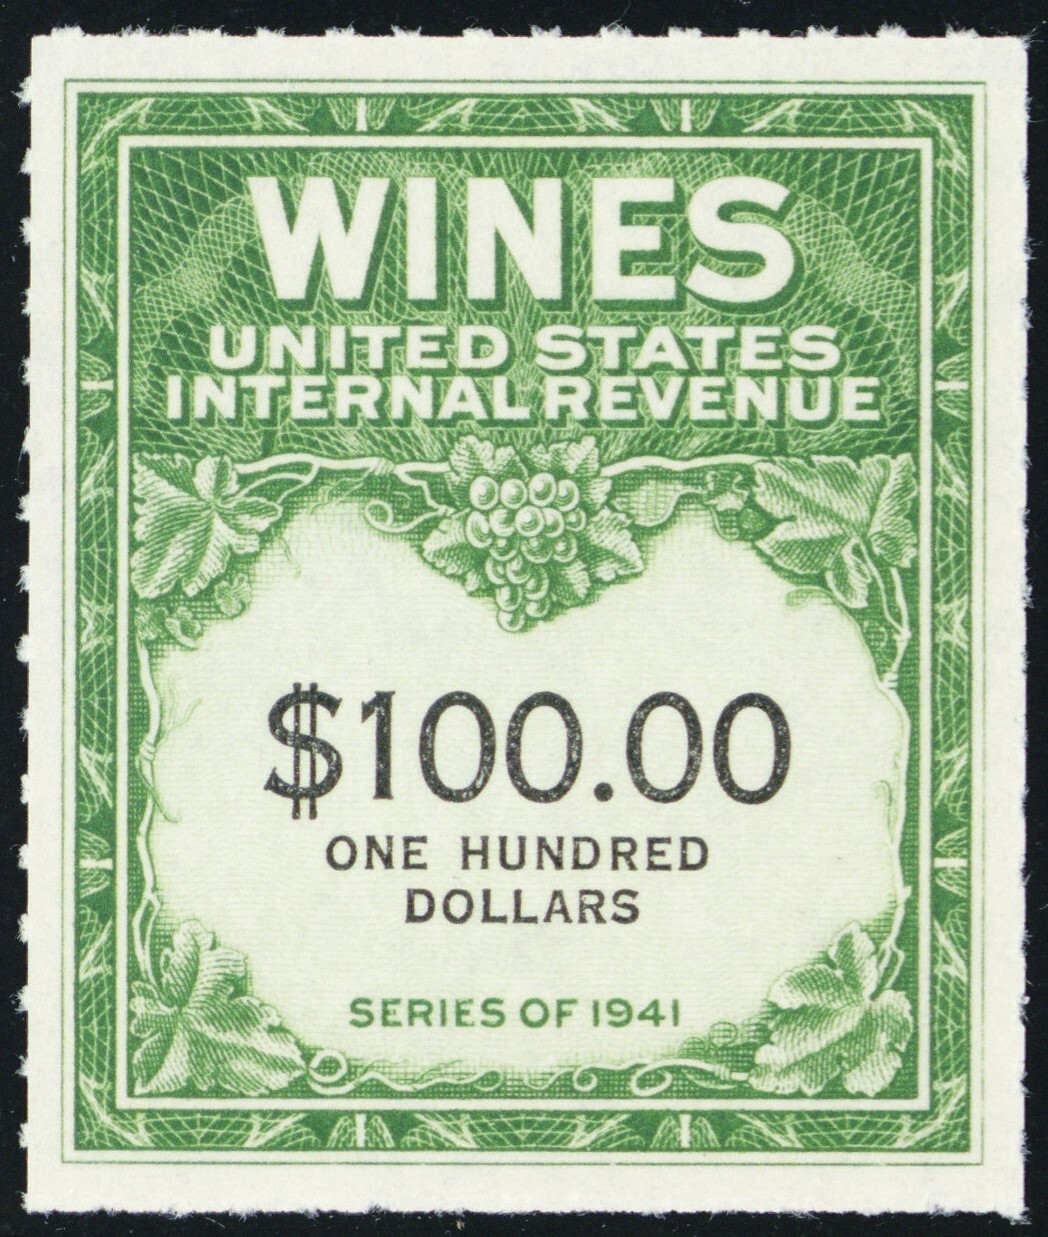 WINES
UNITED STATES
INTERNAL REVENUE
$100.00
ONE HUNDRED
DOLLARS
SERIES OF 1941